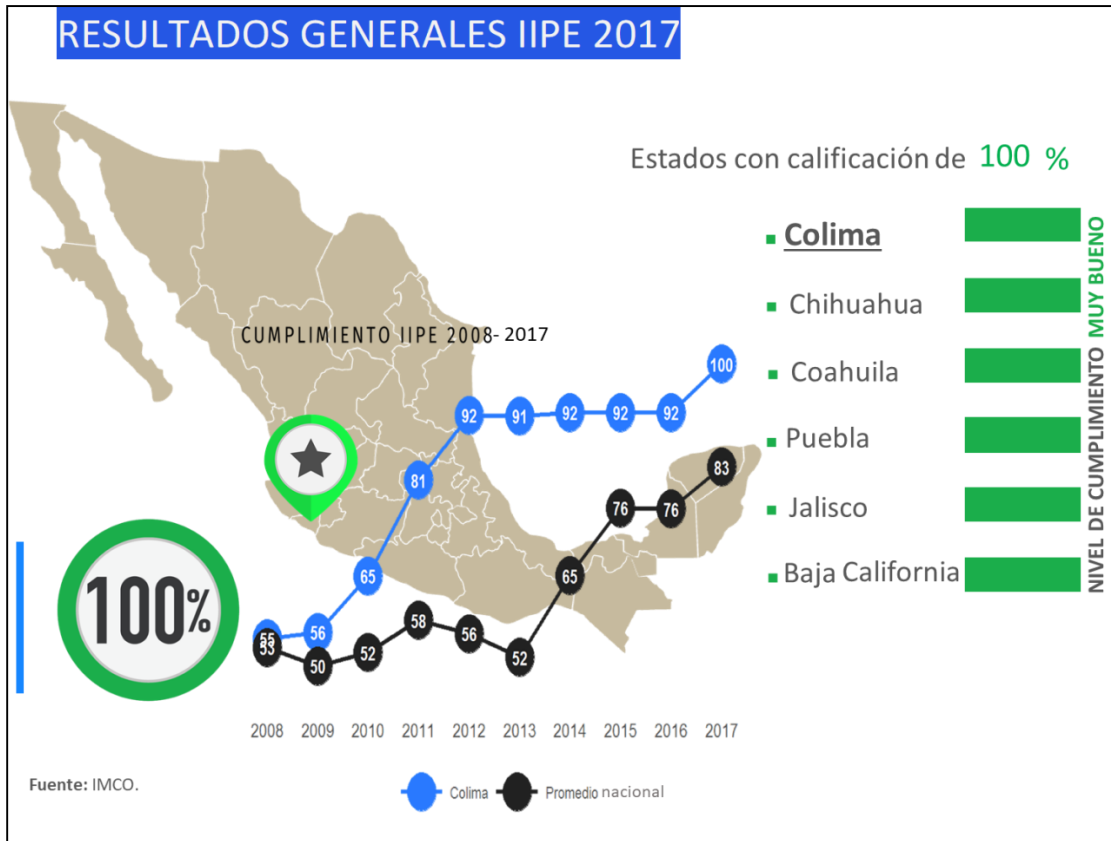 RESULTADOS GENERALES IIPE 2017
Estados con calificación de 100 %
Colima
Chihuahua
Coahuila
Puebla
Jalisco
Baja California
NIVEL DE CUMPLIMIENTO MUY BUENO
CUMPLIMIENTO IIPE 2008- 2017
100%
55 56 65 81 92 91 92 92 92 100
53 50 52 58 56 52 65 76 76 83
2008 2009 2010 2011 2012 2013 2014 2015 2016 2017
Fuente: IMCO.
Colima Promedio nacional